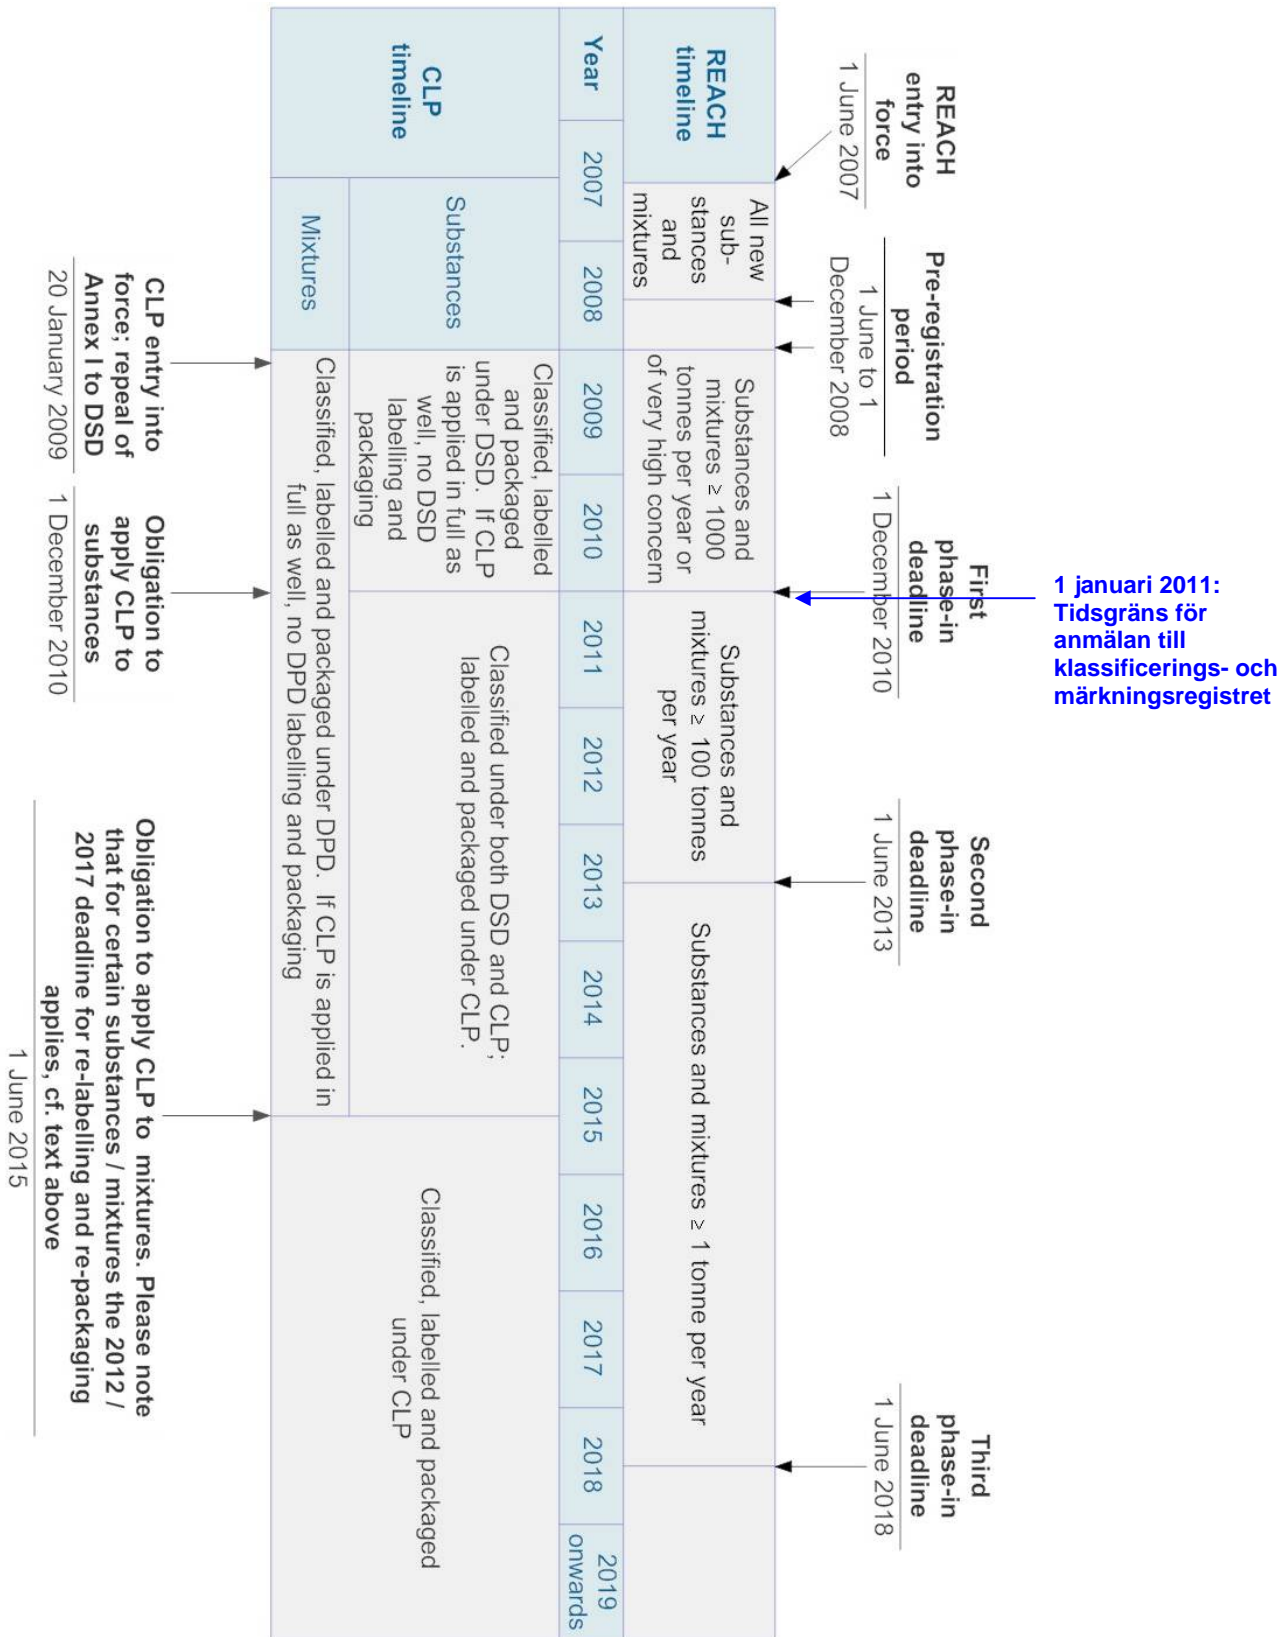 REACH
entry into
force
1 June 2007
Pre-registration
period
1 June to 1
December 2008
First
phase-in
deadline
1 December 2010
Second
phase-in
deadline
1 June 2013
Third
phase-in
deadline
1 June 2018
1 januari 2011:
Tidsgräns för
anmälan till
klassificerings- och
märkningsregistret
REACH
timeline
All new
sub-
stances
and
mixtures
Substances and
mixtures ≥ 1000
tonnes per year or
of very high concern
Substances and
mixtures ≥ 100 tonnes
per year
Substances and mixtures ≥ 1 tonne per year
Year
2007
2008
2009
2010
2011
2012
2013
2014
2015
2016
2017
2018
2019
onwards
CLP
timeline
Substances
Classified, labelled
and packaged
under DSD. If CLP
is applied in full as
well, no DSD
labelling and
packaging
Classified under both DSD and CLP;
labelled and packaged under CLP.
Mixtures
Classified, labelled and packaged under DPD. If CLP is applied in
full as well, no DPD labelling and packaging
Classified, labelled and packaged
under CLP
CLP entry into
force; repeal of
Annex I to DSD
20 January 2009
Obligation to
apply CLP to
substances
1 December 2010
Obligation to apply CLP to mixtures. Please note
that for certain substances / mixtures the 2012 /
2017 deadline for re-labelling and re-packaging
applies, cf. text above
1 June 2015